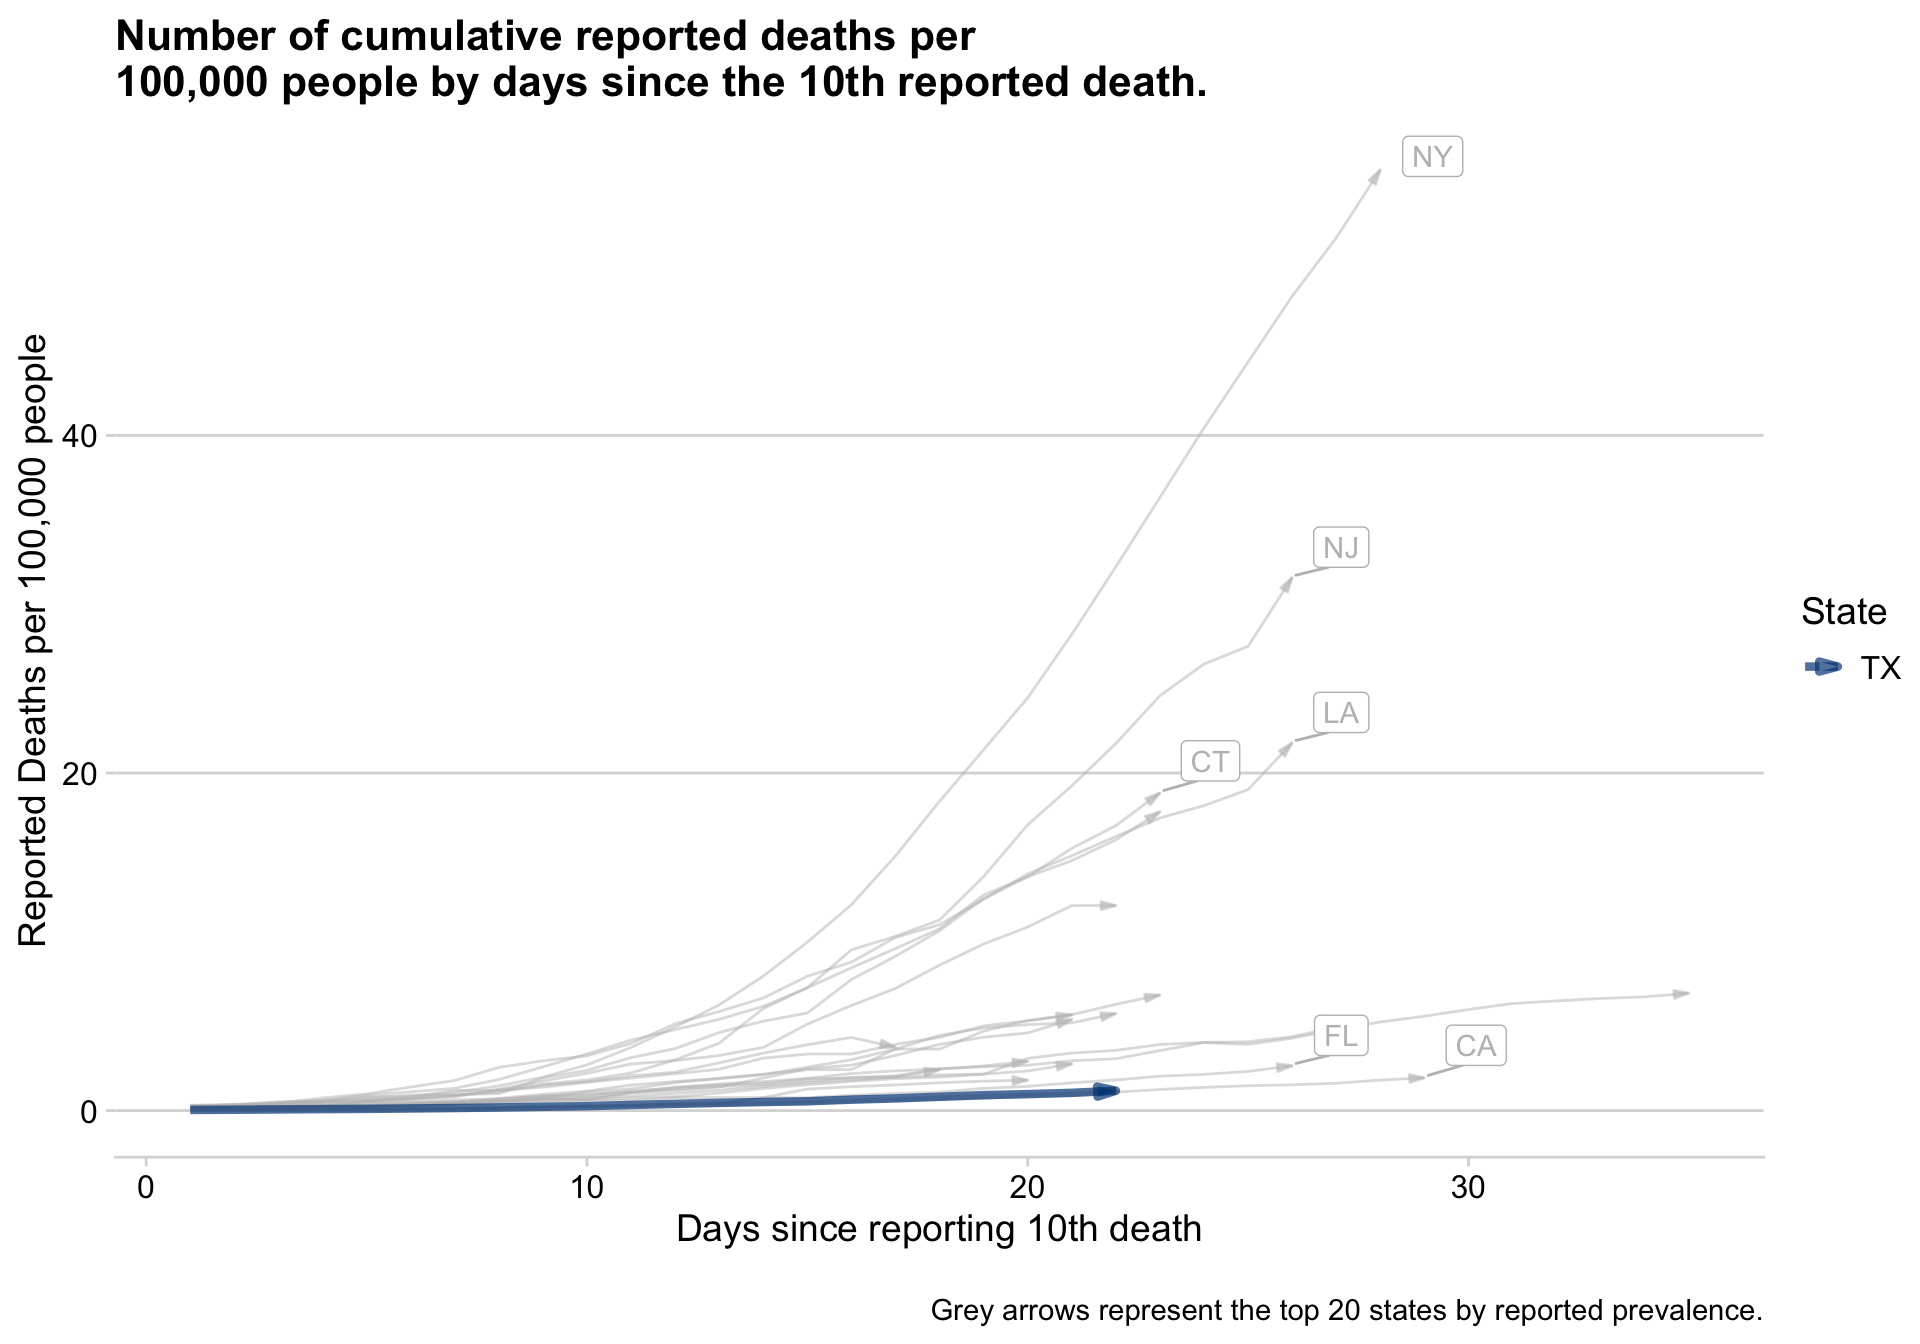 Number of cumulative reported deaths per
100,000 people by days since the 10th reported death.
NY
40
NJ
LA
CT
20
FL
CA
0
Reported Deaths per 100,000 people
0
10
20
30
Days since reporting 10th death
State
TX
Grey arrows represent the top 20 states by reported prevalence.